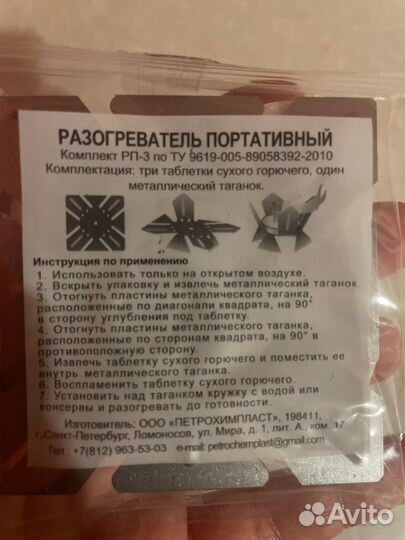 РАЗОГРЕВАТЕЛЬ ПОРТАТИВНЫЙ
Комплект РП-3 по ТУ 9619-005-89058392-2010
Комплектация: три таблетки сухого горючего, один
металлический таганок.
Инструкция по применению
1. Использовать только на открытом воздухе.
2. Вскрыть упаковку и извлечь металлический таганок.
3. Отогнуть пластины металлического таганка,
расположенные по диагонали квадрата, на 90°
в сторону углубления под таблетку.
4. Отогнуть пластины металлического таганка,
расположенные по сторонам квадрата, на 90° в
противоположную сторону.
5. Извлечь таблетку сухого горючего и поместить ее
внутрь металлического таганка.
6. Воспламенить таблетку сухого горючего.
7. Установить над таганком кружку с водой или
консервы и разогревать до готовности.
Изготовитель: ООО «ПЕТРОХИМПЛАСТ», 198411,
г.Санкт-Петербург, Ломоносов, ул. Мира, д. 1, лит. А., ком. 17
Тел.: +7(812) 963-53-03 e-mail: petrochemplast@gmail.com
Avito